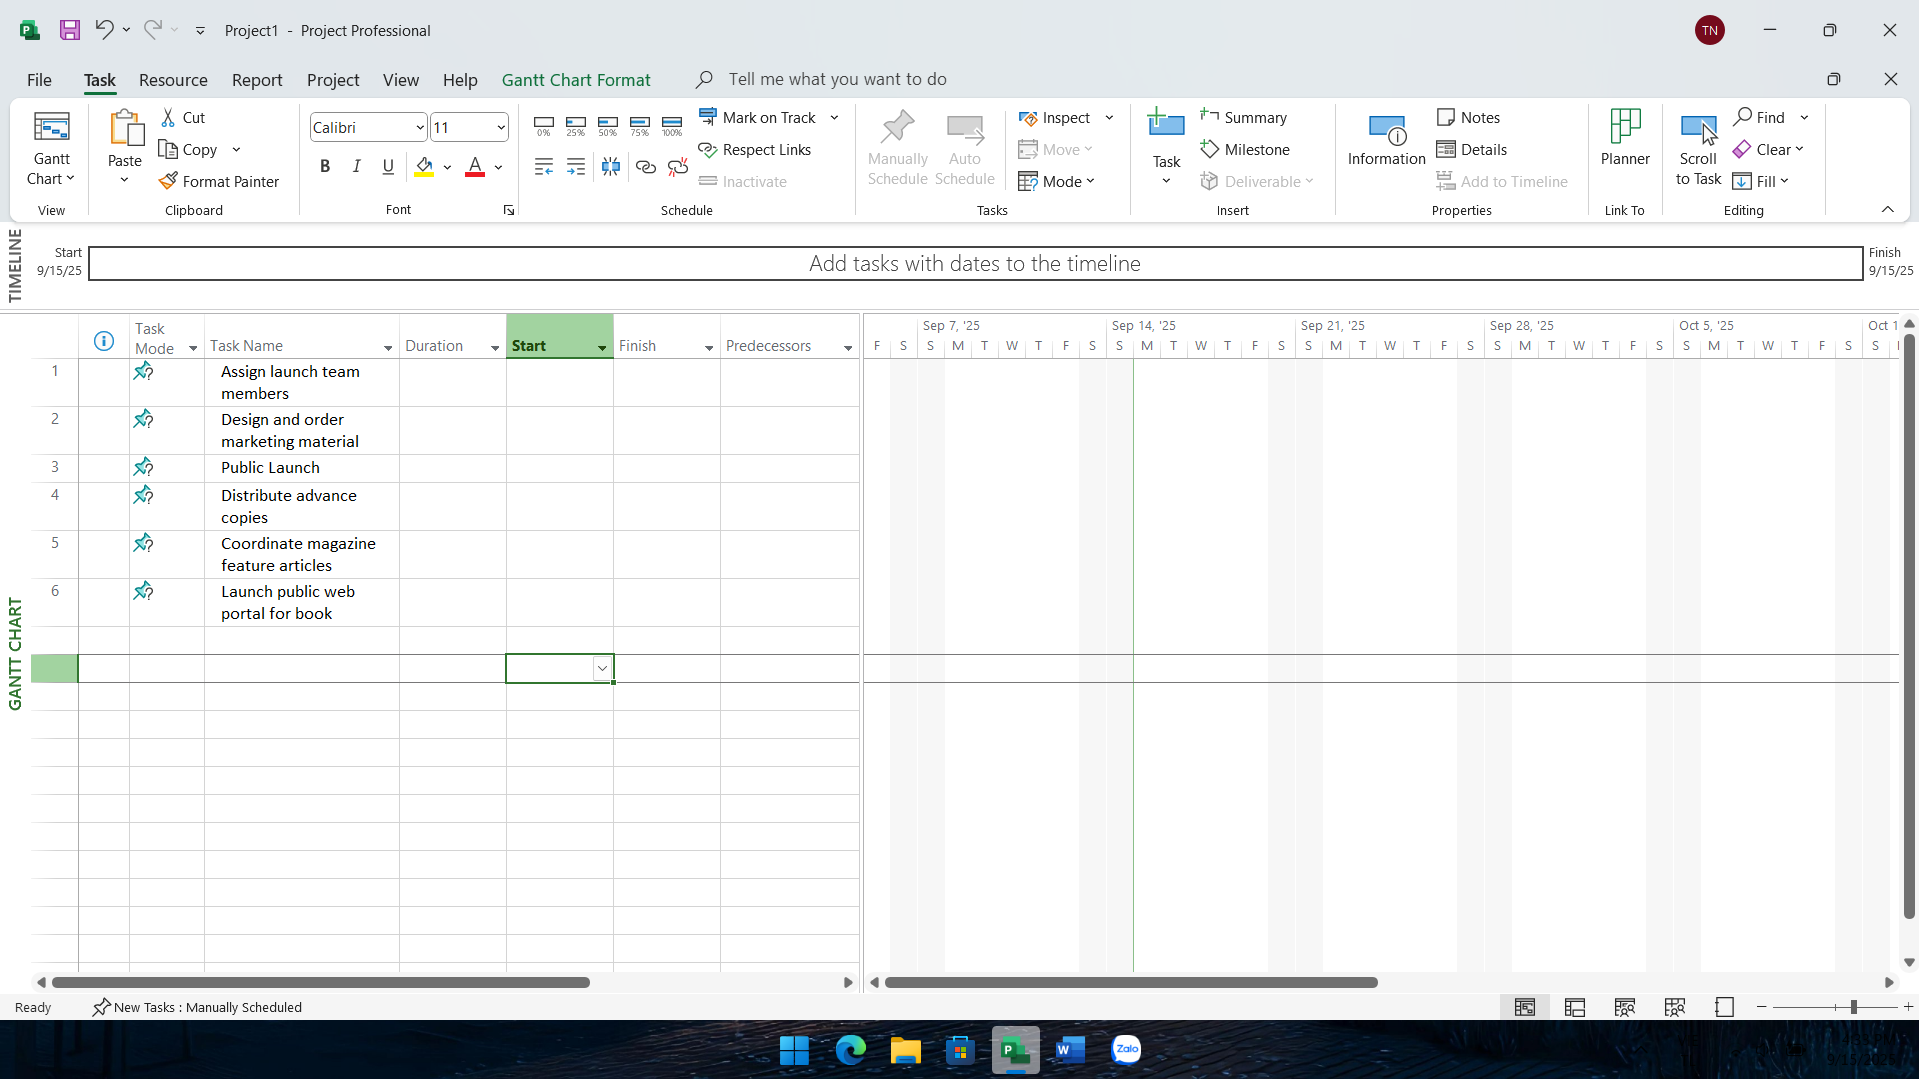 Project1 - Project Professional
TN
File Task Resource Report Project View Help Gantt Chart Format Tell me what you want to do
Gantt Chart
View
Paste
Cut
Copy
Format Painter
Clipboard
Calibri 11
B I U A
Font
0% 25% 50% 75% 100%
Mark on Track
Respect Links
Inactivate
Schedule
Manually Schedule
Auto Schedule
Inspect
Move
Mode
Tasks
Task
Summary
Milestone
Deliverable
Insert
Information
Notes
Details
Add to Timeline
Properties
Planner
Link To
Scroll to Task
Find
Clear
Fill
Editing
TIMELINE
Start
9/15/25
Add tasks with dates to the timeline
Finish
9/15/25
GANTT CHART
Task Mode Task Name Duration Start Finish Predecessors
Sep 7, '25 Sep 14, '25 Sep 21, '25 Sep 28, '25 Oct 5, '25 Oct 1
F S S M T W T F S S M T W T F S S M T W T F S S M T W T F S S M T W T F S S
1 Assign launch team
members
2 Design and order
marketing material
3 Public Launch
4 Distribute advance
copies
5 Coordinate magazine
feature articles
6 Launch public web
portal for book
Ready New Tasks : Manually Scheduled
Zalo